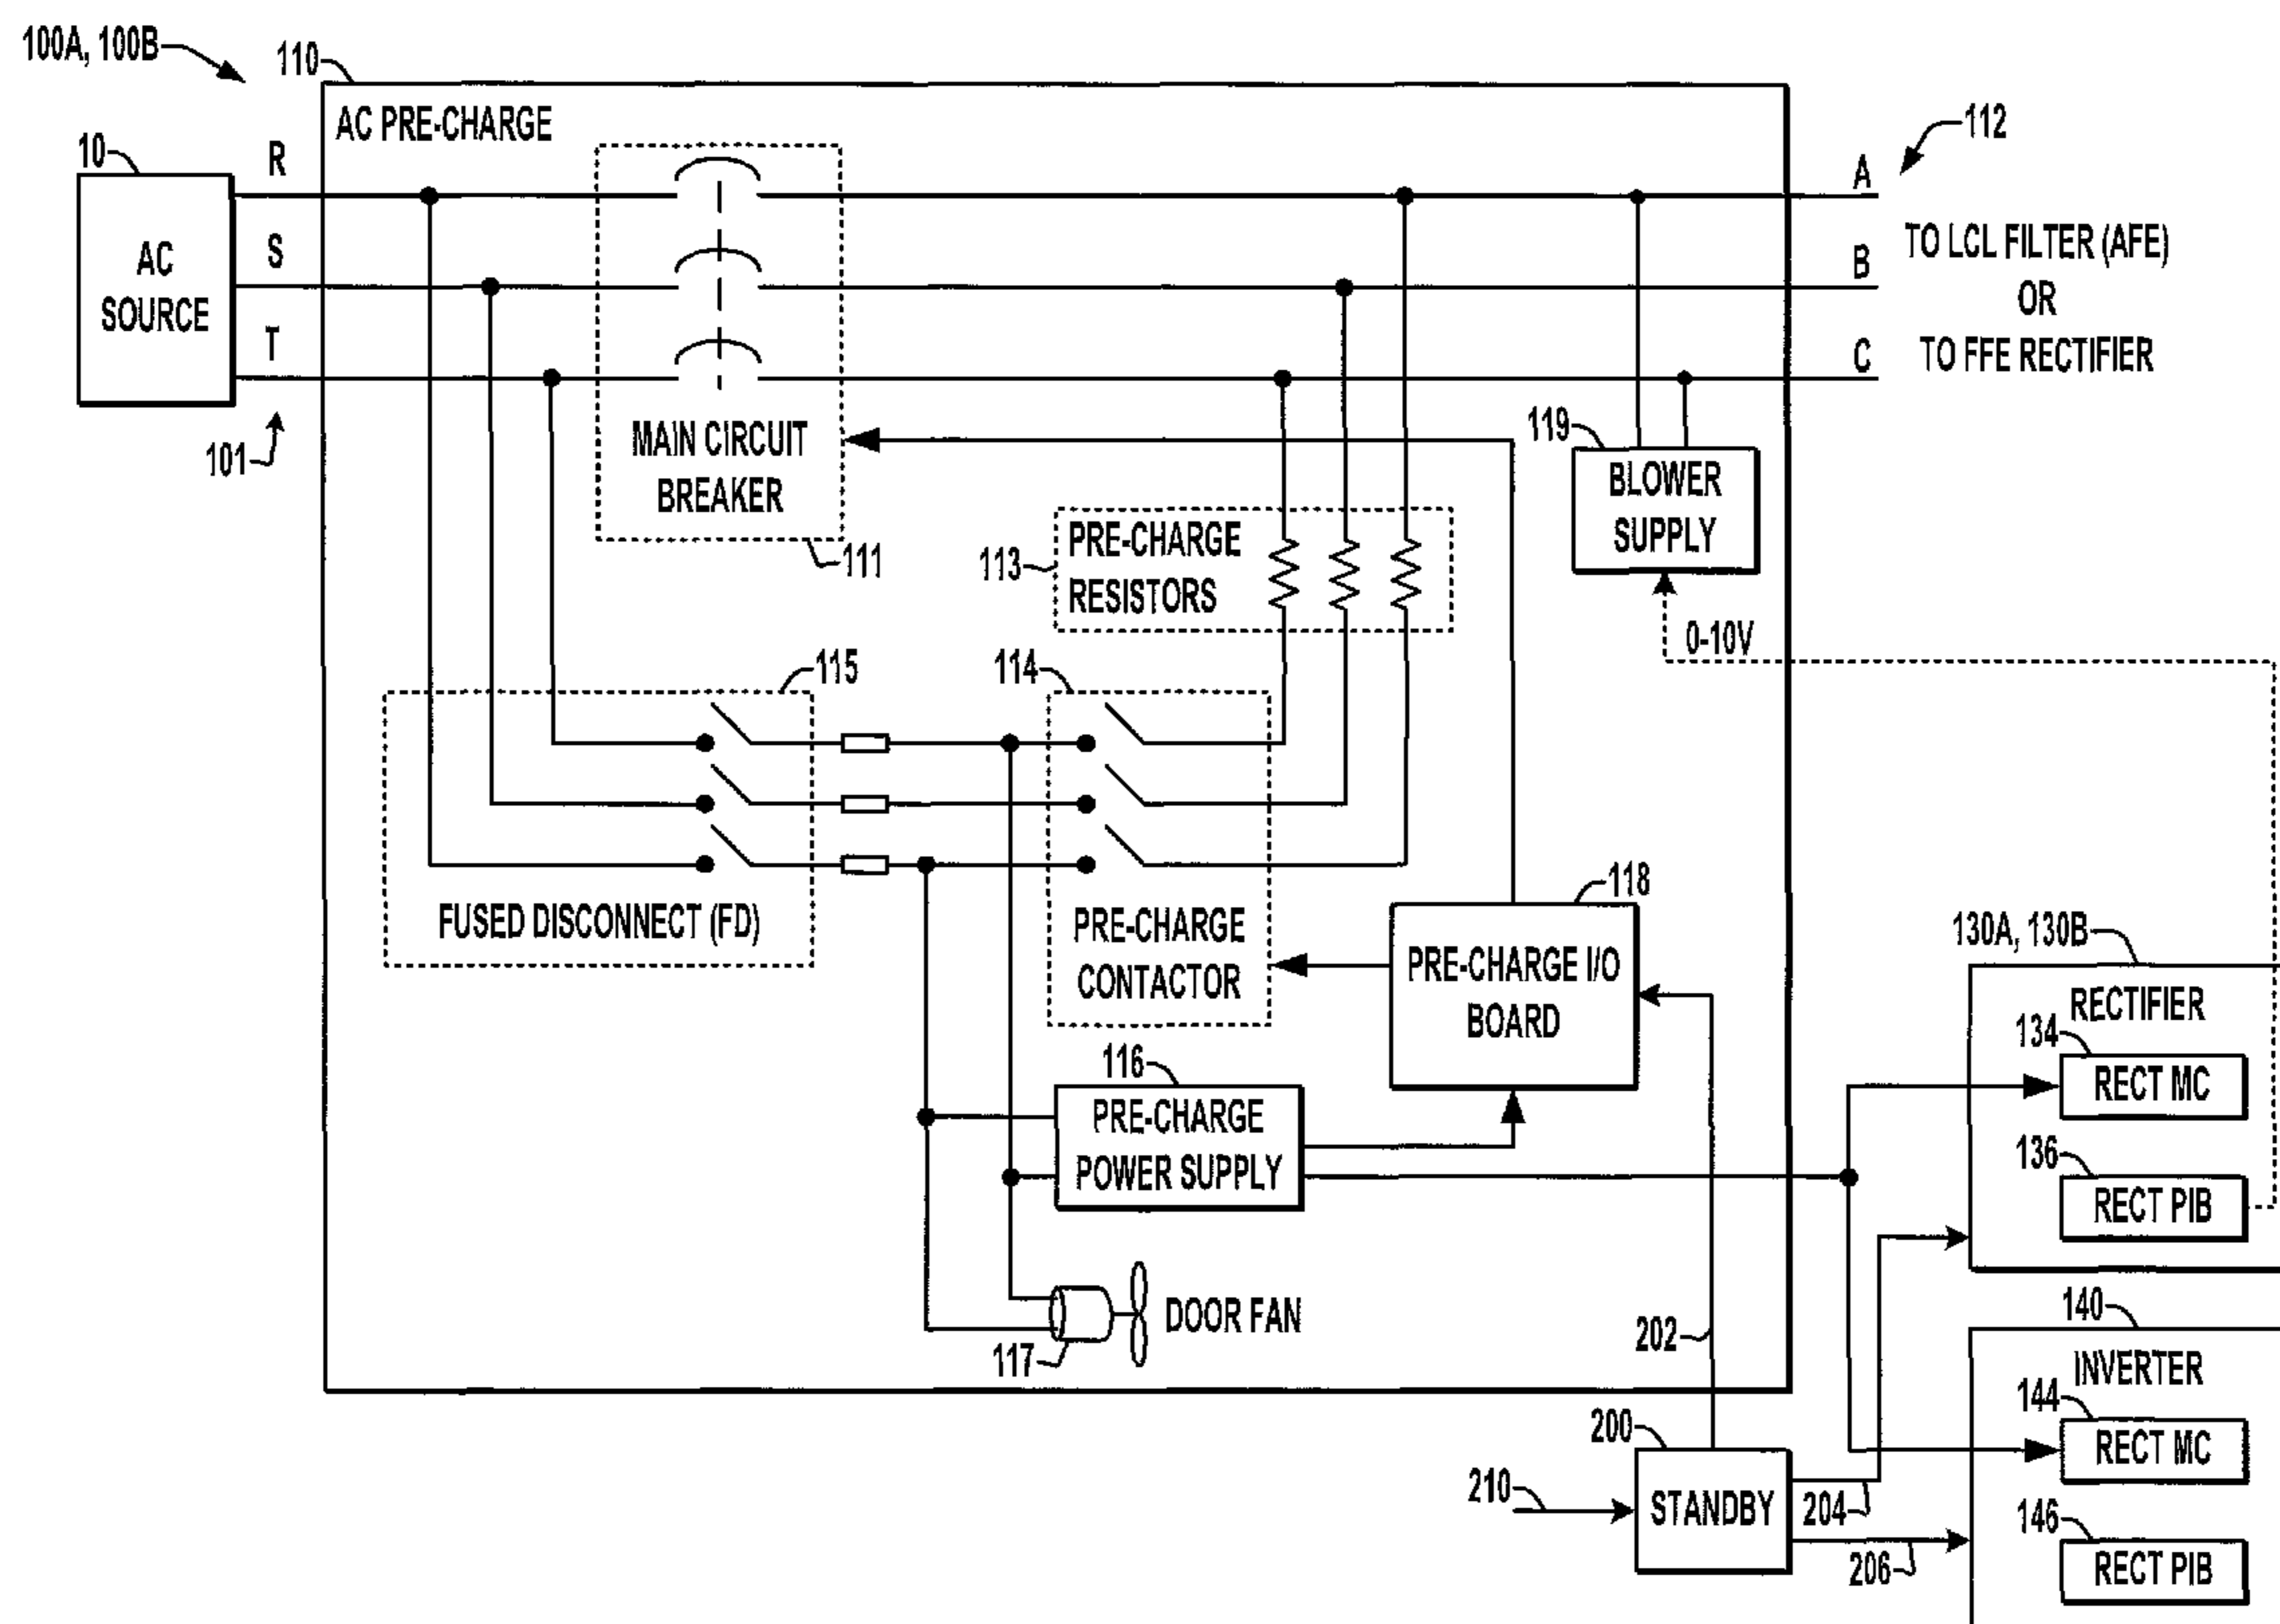 100A, 100B
110
AC PRE-CHARGE
112
10
R
A
AC
SOURCE
S
TO LCL FILTER (AFE)
B
OR
T
C
TO FFE RECTIFIER
101
MAIN CIRCUIT
BREAKER
111
119
BLOWER
SUPPLY
113
PRE-CHARGE
RESISTORS
0-10V
115
114
FUSED DISCONNECT (FD)
PRE-CHARGE
CONTACTOR
118
PRE-CHARGE I/O
BOARD
130A, 130B
RECTIFIER
134
RECT MC
136
RECT PIB
116
PRE-CHARGE
POWER SUPPLY
DOOR FAN
117
202
140
INVERTER
144
RECT MC
200
210
STANDBY
204
206
146
RECT PIB